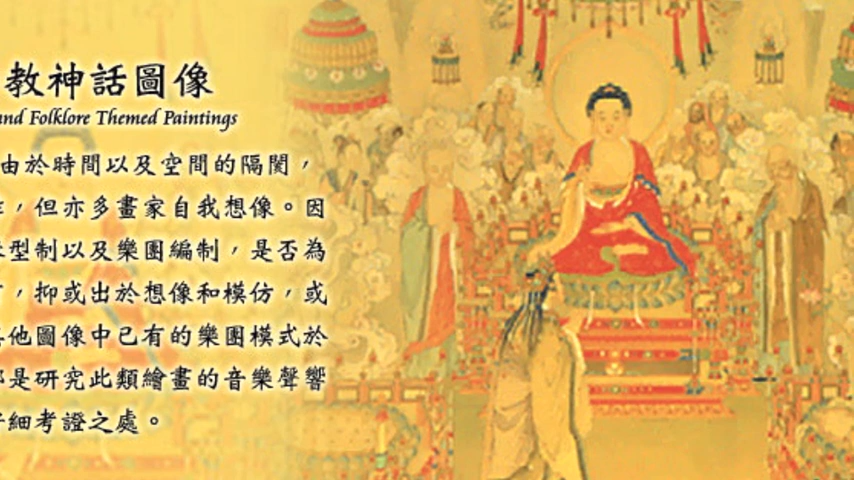 教神話圖像
and Folklore Themed Paintings
由於時間以及空間的隔閡，
，但亦多畫家自我想像。因
型制以及樂團編制，是否為
，抑或出於想像和模仿，或
他圖像中已有的樂團模式於
是研究此類繪畫的音樂聲響
細考證之處。